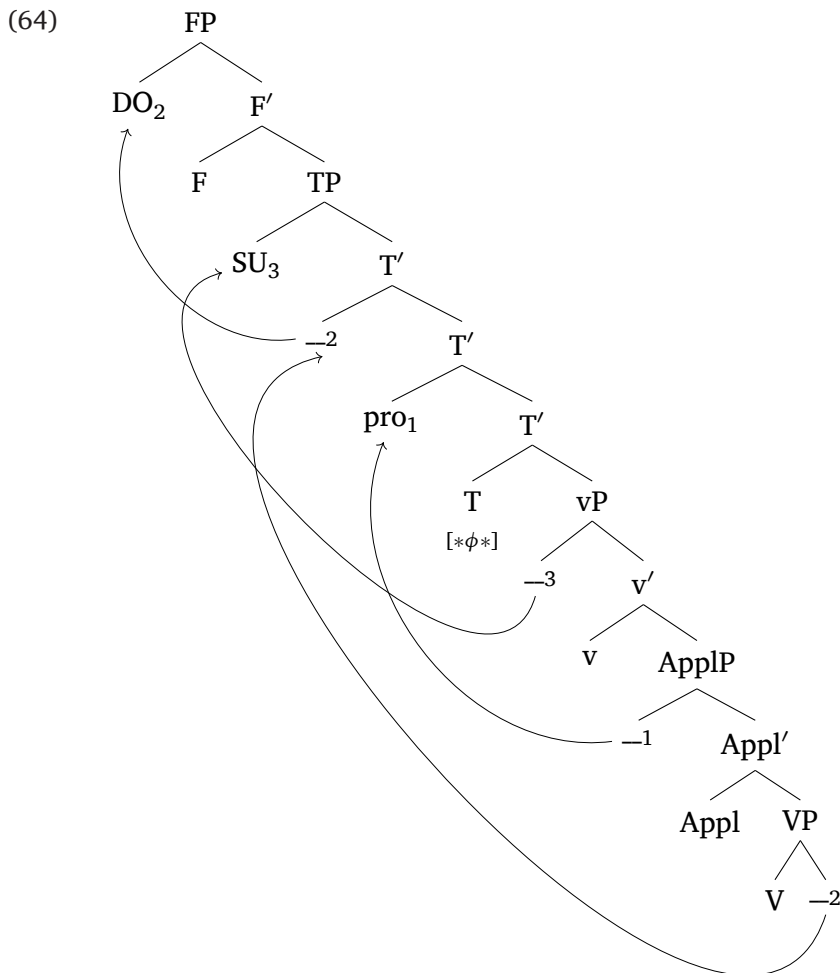 (64) FP
DO₂ F′
F TP
SU₃ T′
—₂ T′
pro₁ T′
T vP
[∗ϕ∗]
—₃ v′
v ApplP
—₁ Appl′
Appl VP
V —₂